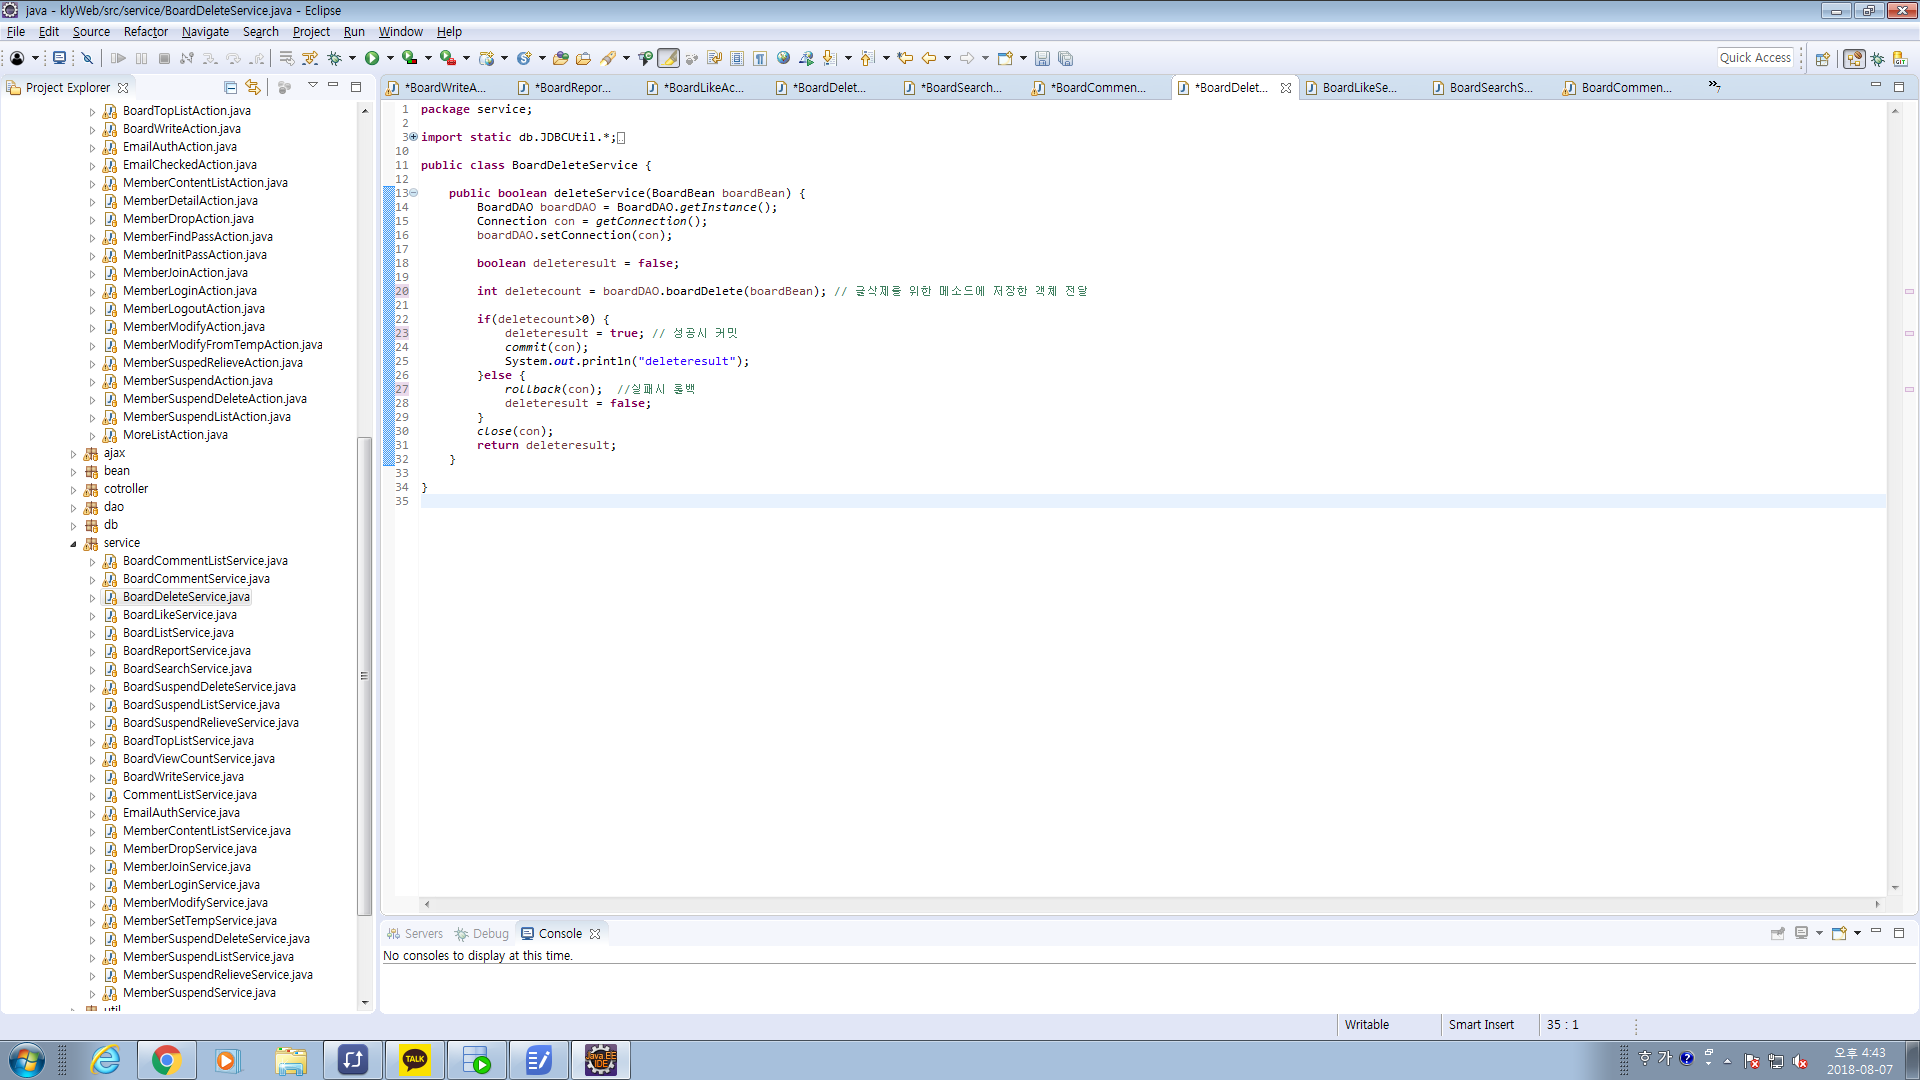 java - klyWeb/src/service/BoardDeleteService.java - Eclipse
File Edit Source Refactor Navigate Search Project Run Window Help
Quick Access
Project Explorer
*BoardWriteA... *BoardRepor... *BoardLikeAc... *BoardDelet... *BoardSearch... *BoardCommen... *BoardDelet... BoardLikeSe... BoardSearchS... BoardCommen... »7
BoardTopListAction.java
BoardWriteAction.java
EmailAuthAction.java
EmailCheckedAction.java
MemberContentListAction.java
MemberDetailAction.java
MemberDropAction.java
MemberFindPassAction.java
MemberInitPassAction.java
MemberJoinAction.java
MemberLoginAction.java
MemberLogoutAction.java
MemberModifyAction.java
MemberModifyFromTempAction.java
MemberSuspedRelieveAction.java
MemberSuspendAction.java
MemberSuspendDeleteAction.java
MemberSuspendListAction.java
MoreListAction.java
ajax
bean
cotroller
dao
db
service
BoardCommentListService.java
BoardCommentService.java
BoardDeleteService.java
BoardLikeService.java
BoardListService.java
BoardReportService.java
BoardSearchService.java
BoardSuspendDeleteService.java
BoardSuspendListService.java
BoardSuspendRelieveService.java
BoardTopListService.java
BoardViewCountService.java
BoardWriteService.java
CommentListService.java
EmailAuthService.java
MemberContentListService.java
MemberDropService.java
MemberJoinService.java
MemberLoginService.java
MemberModifyService.java
MemberSetTempService.java
MemberSuspendDeleteService.java
MemberSuspendListService.java
MemberSuspendRelieveService.java
MemberSuspendService.java
util
1 package service;
2
3 import static db.JDBCUtil.*;
10
11 public class BoardDeleteService {
12
13 public boolean deleteService(BoardBean boardBean) {
14 BoardDAO boardDAO = BoardDAO.getInstance();
15 Connection con = getConnection();
16 boardDAO.setConnection(con);
17
18 boolean deleteresult = false;
19
20 int deletecount = boardDAO.boardDelete(boardBean); // 글삭제를 위한 메소드에 저장한 객체 전달
21
22 if(deletecount>0) {
23 deleteresult = true; // 성공시 커밋
24 commit(con);
25 System.out.println("deleteresult");
26 }else {
27 rollback(con); //실패시 롤백
28 deleteresult = false;
29 }
30 close(con);
31 return deleteresult;
32 }
33
34 }
35
Servers Debug Console
No consoles to display at this time.
Writable Smart Insert 35 : 1
TALK
Java EE
IDE
한 가
오후 4:43
2018-08-07